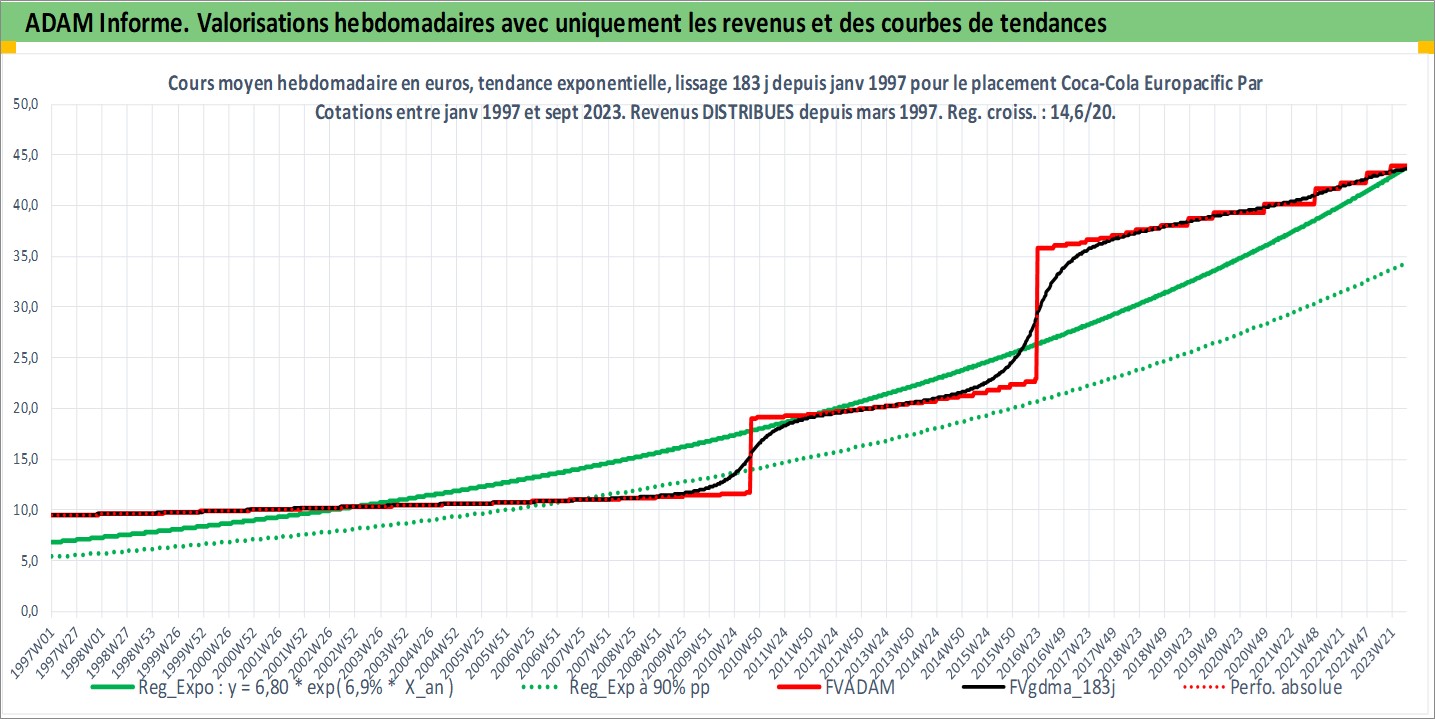 ADAM Informe. Valorisations hebdomadaires avec uniquement les revenus et des courbes de tendances
Cours moyen hebdomadaire en euros, tendance exponentielle, lissage 183 j depuis janv 1997 pour le placement Coca-Cola Europacific Par
Cotations entre janv 1997 et sept 2023. Revenus DISTRIBUES depuis mars 1997. Reg. croiss. : 14,6/20.
50,0
45,0
40,0
35,0
30,0
25,0
20,0
15,0
10,0
5,0
0,0
1997W01 1997W27 1998W01 1998W27 1998W53 1999W26 1999W52 2000W26 2000W52 2001W26 2001W52 2002W26 2002W52 2003W26 2003W52 2004W26 2004W52 2005W25 2005W51 2006W25 2006W51 2007W25 2007W51 2008W25 2008W51 2009W25 2009W51 2010W24 2010W50 2011W24 2011W50 2012W24 2012W50 2013W24 2013W50 2014W24 2014W50 2015W24 2015W50 2016W23 2016W49 2017W23 2017W49 2018W23 2018W49 2019W23 2019W49 2020W23 2020W49 2021W22 2021W48 2022W21 2022W47 2023W21
Reg_Expo : y = 6,80 * exp( 6,9% * X_an ) Reg_Exp à 90% pp FVADAM FVgdma_183j Perfo. absolue